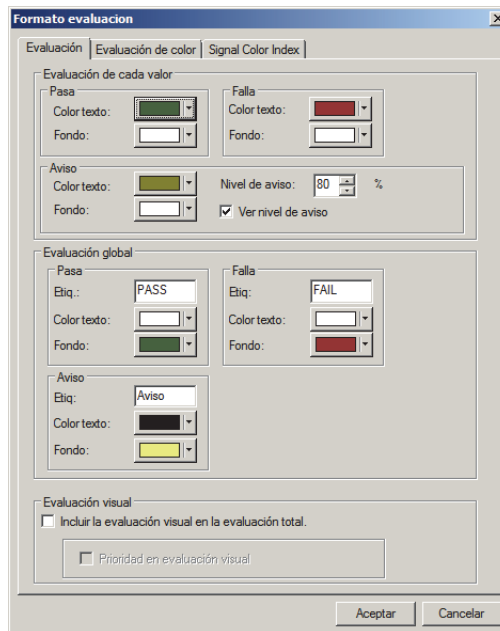 Formato evaluacion
Evaluación Evaluación de color Signal Color Index
Evaluación de cada valor
Pasa Falla
Color texto: Color texto:
Fondo: Fondo:
Aviso
Color texto: Nivel de aviso: 80 %
Fondo: Ver nivel de aviso
Evaluación global
Pasa Falla
Etiq.: PASS Etiq: FAIL
Color texto: Color texto:
Fondo: Fondo:
Aviso
Etiq: Aviso
Color texto:
Fondo:
Evaluación visual
Incluir la evaluación visual en la evaluación total.
Prioridad en evaluación visual
Aceptar Cancelar